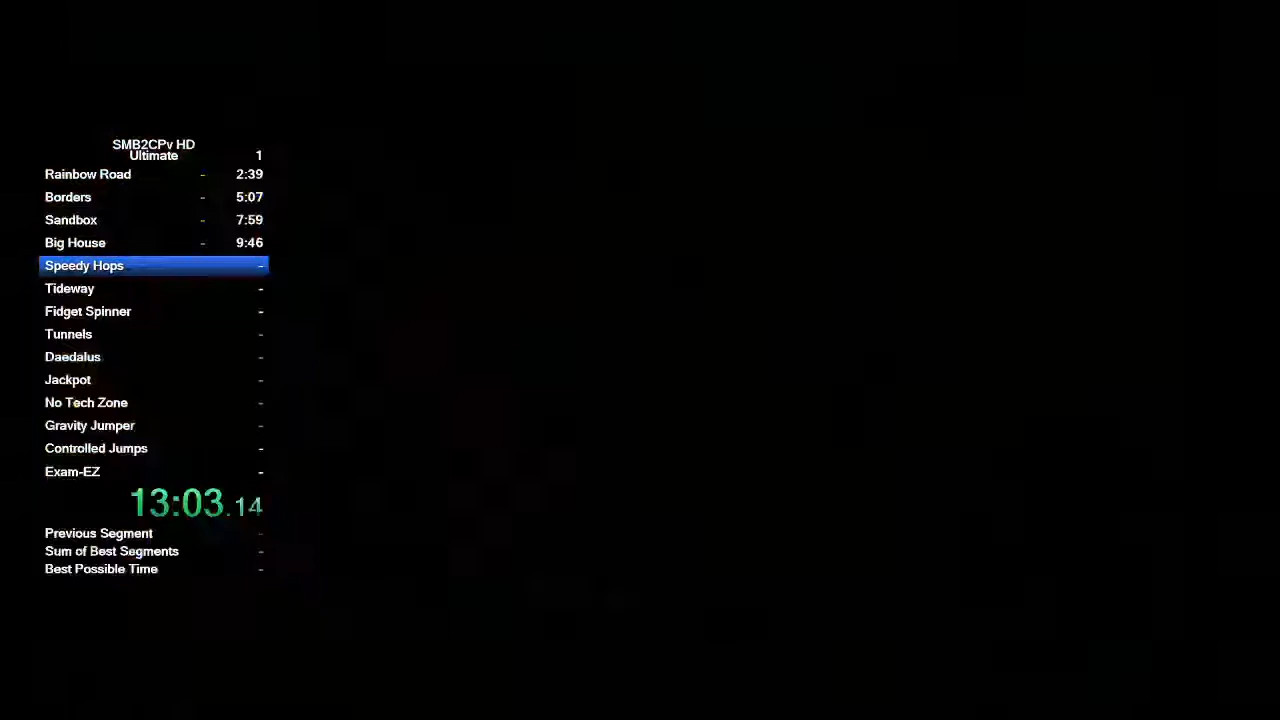 SMB2CPv HD
Ultimate 1
Rainbow Road - 2:39
Borders - 5:07
Sandbox - 7:59
Big House - 9:46
Speedy Hops -
Tideway -
Fidget Spinner -
Tunnels -
Daedalus -
Jackpot -
No Tech Zone -
Gravity Jumper -
Controlled Jumps -
Exam-EZ -
13:03.14
Previous Segment -
Sum of Best Segments -
Best Possible Time -